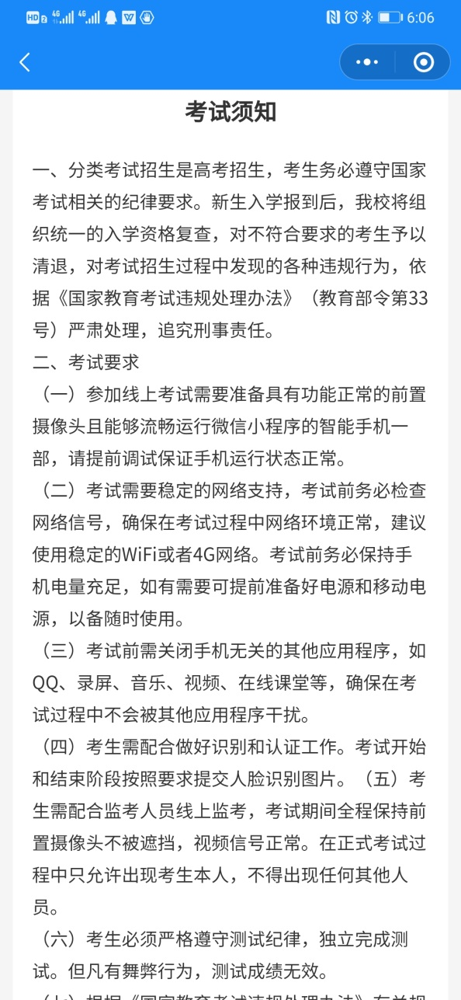 HD 2 4G 4G 6:06
考试须知
一、分类考试招生是高考招生，考生务必遵守国家
考试相关的纪律要求。新生入学报到后，我校将组
织统一的入学资格复查，对不符合要求的考生予以
清退，对考试招生过程中发现的各种违规行为，依
据《国家教育考试违规处理办法》（教育部令第33
号）严肃处理，追究刑事责任。
二、考试要求
（一）参加线上考试需要准备具有功能正常的前置
摄像头且能够流畅运行微信小程序的智能手机一
部，请提前调试保证手机运行状态正常。
（二）考试需要稳定的网络支持，考试前务必检查
网络信号，确保在考试过程中网络环境正常，建议
使用稳定的WiFi或者4G网络。考试前务必保持手
机电量充足，如有需要可提前准备好电源和移动电
源，以备随时使用。
（三）考试前需关闭手机无关的其他应用程序，如
QQ、录屏、音乐、视频、在线课堂等，确保在考
试过程中不会被其他应用程序干扰。
（四）考生需配合做好识别和认证工作。考试开始
和结束阶段按照要求提交人脸识别图片。（五）考
生需配合监考人员线上监考，考试期间全程保持前
置摄像头不被遮挡，视频信号正常。在正式考试过
程中只允许出现考生本人，不得出现任何其他人
员。
（六）考生必须严格遵守测试纪律，独立完成测
试。但凡有舞弊行为，测试成绩无效。
（七）根据《国家教育考试违规处理办法》有关规